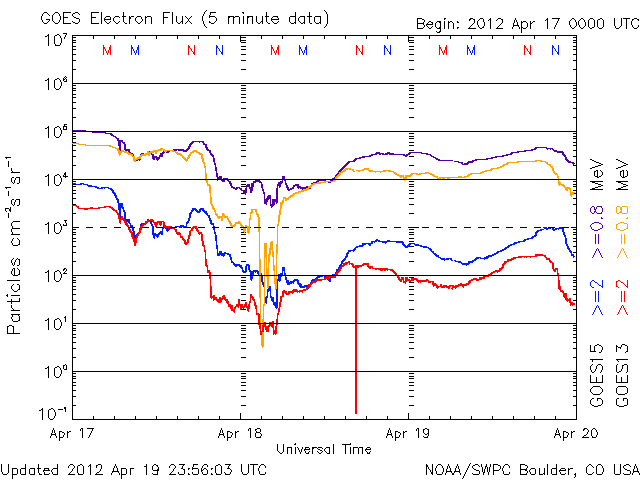 GOES Electron Flux (5 minute data)
Begin: 2012 Apr 17 0000 UTC
10⁷
M M N N M M N N M M N N
10⁶
10⁵
10⁴
10³
10²
10¹
10⁰
10⁻¹
Particles cm⁻²s⁻¹sr⁻¹
Apr 17 Apr 18 Apr 19 Apr 20
Universal Time
GOES15 >=2 >=0.8 MeV
GOES13 >=2 >=0.8 MeV
Updated 2012 Apr 19 23:56:03 UTC
NOAA/SWPC Boulder, CO USA